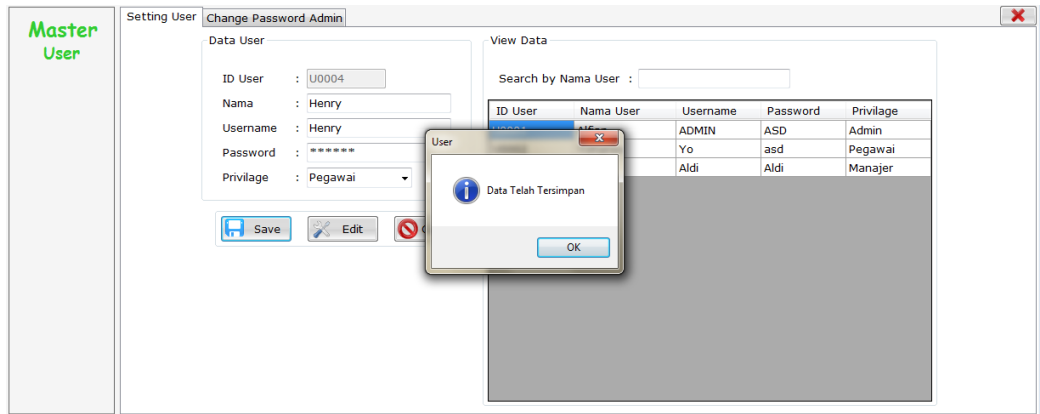 Master
User
Setting User
Change Password Admin
Data User
ID User : U0004
Nama : Henry
Username : Henry
Password : ******
Privilage : Pegawai
Save
Edit
View Data
Search by Nama User :
ID User Nama User Username Password Privilage
ADMIN ASD Admin
Yo asd Pegawai
Aldi Aldi Manajer
User
Data Telah Tersimpan
OK